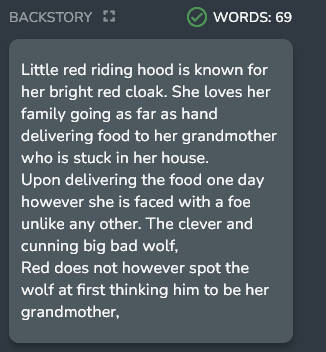 BACKSTORY
WORDS: 69
Little red riding hood is known for
her bright red cloak. She loves her
family going as far as hand
delivering food to her grandmother
who is stuck in her house.
Upon delivering the food one day
however she is faced with a foe
unlike any other. The clever and
cunning big bad wolf,
Red does not however spot the
wolf at first thinking him to be her
grandmother,